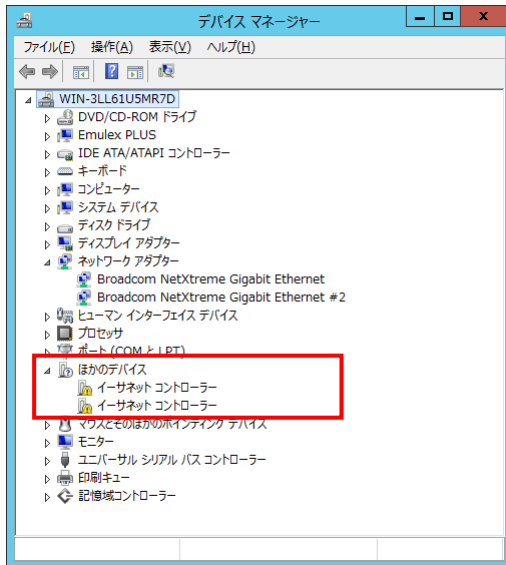 デバイス マネージャー
ファイル(F) 操作(A) 表示(V) ヘルプ(H)
WIN-3LL61U5MR7D
DVD/CD-ROM ドライブ
Emulex PLUS
IDE ATA/ATAPI コントローラー
キーボード
コンピューター
システム デバイス
ディスク ドライブ
ディスプレイ アダプター
ネットワーク アダプター
Broadcom NetXtreme Gigabit Ethernet
Broadcom NetXtreme Gigabit Ethernet #2
ヒューマン インターフェイス デバイス
プロセッサ
ポート (COM と LPT)
ほかのデバイス
イーサネット コントローラー
イーサネット コントローラー
マウスとそのほかのポインティング デバイス
モニター
ユニバーサル シリアル バス コントローラー
印刷キュー
記憶域コントローラー